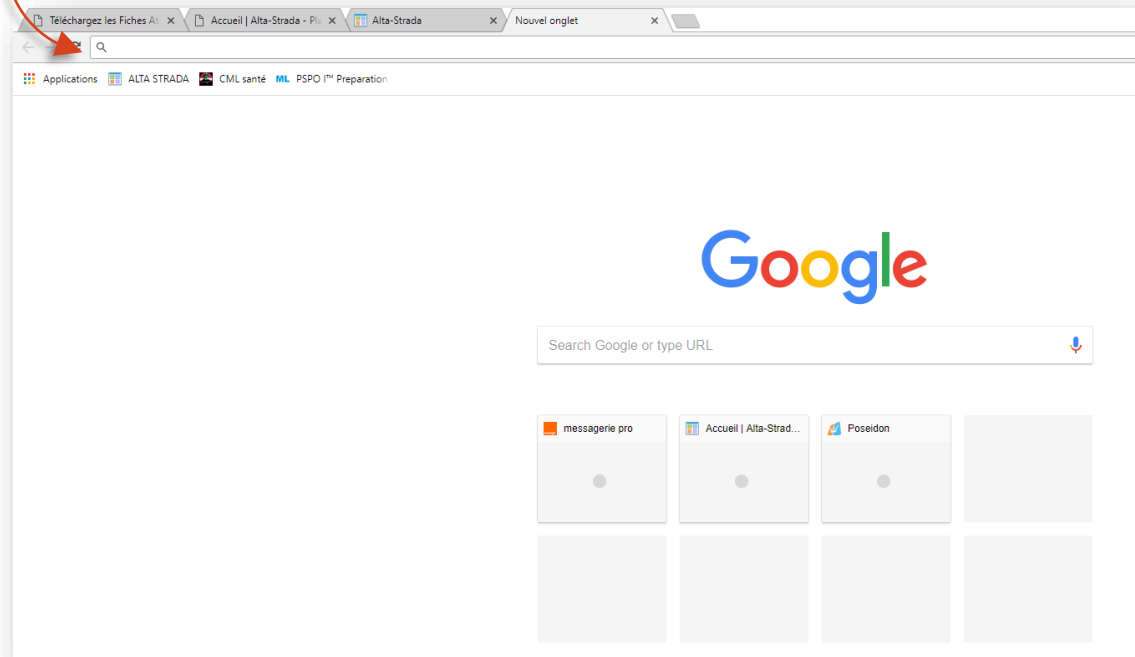 Téléchargez les Fiches At
Accueil | Alta-Strada - Pla
Alta-Strada
Nouvel onglet
Applications
ALTA STRADA
CML santé
ML PSPO I™ Preparation
Google
Search Google or type URL
messagerie pro
Accueil | Alta-Strad...
Poseidon